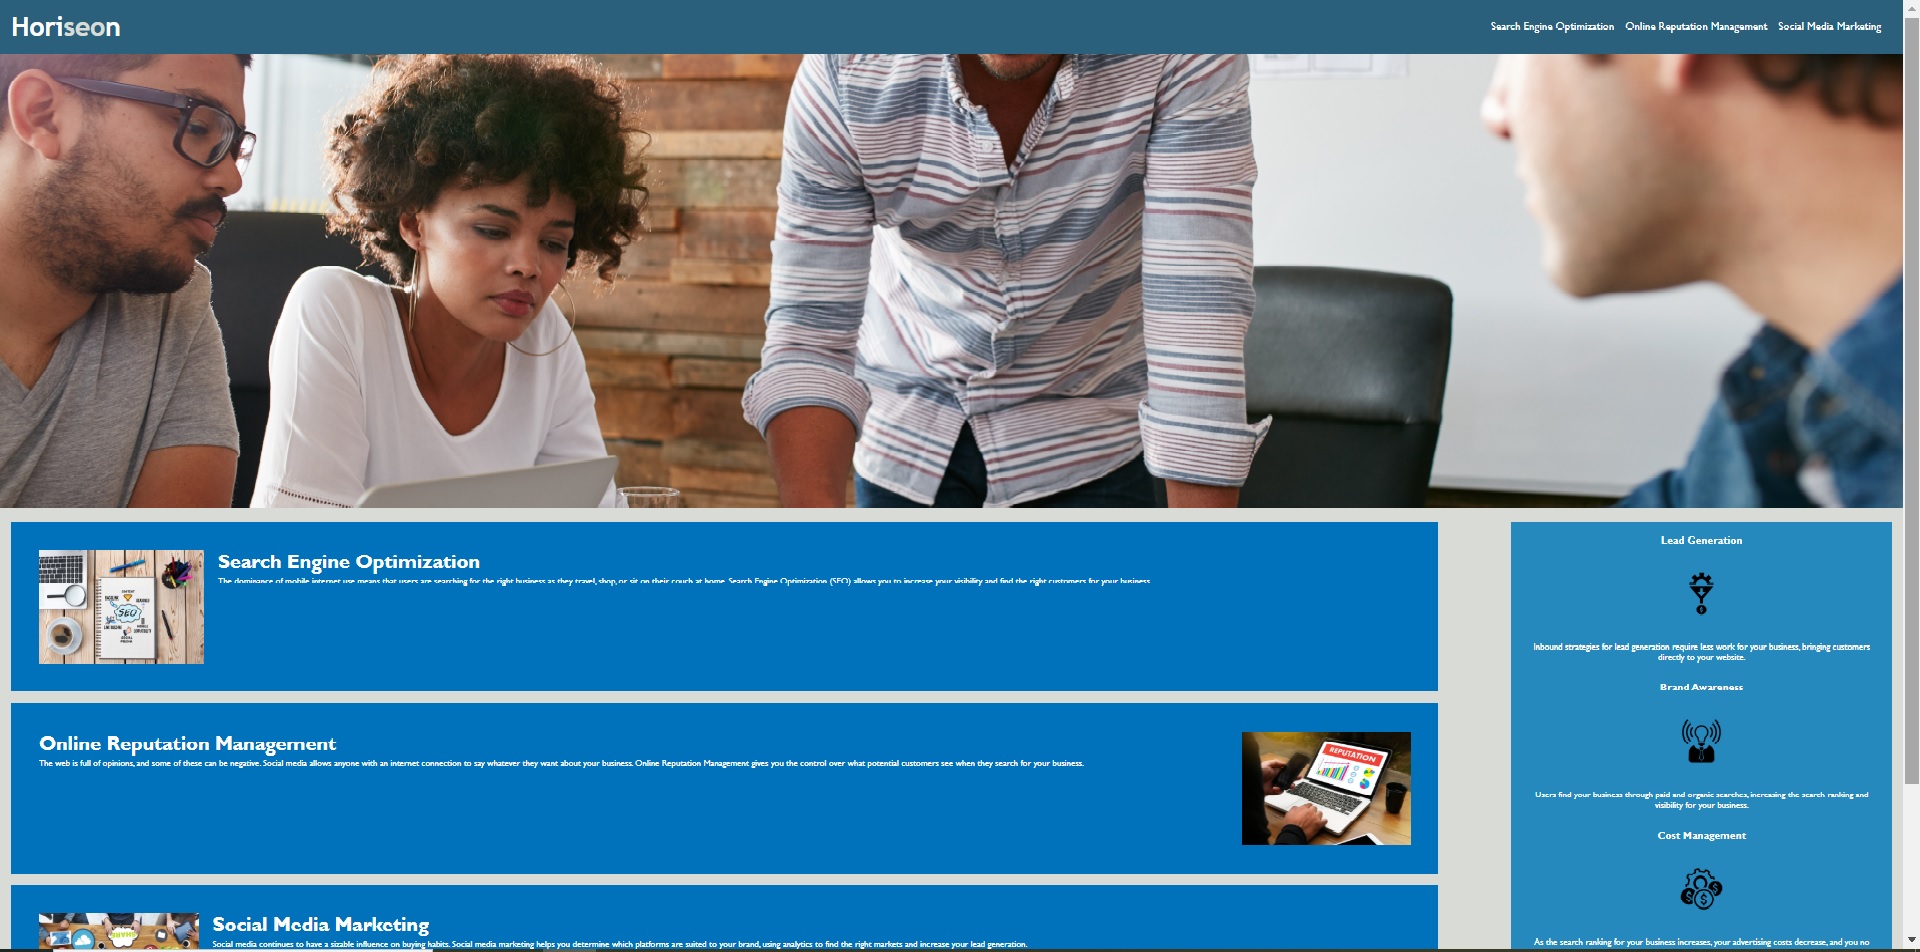 Horiseon
Search Engine Optimization Online Reputation Management Social Media Marketing
Search Engine Optimization
The dominance of mobile internet use means that users are searching for the right business as they travel, shop, or sit on their couch at home. Search Engine Optimization (SEO) allows you to increase your visibility and find the right customers for your business.
SEO
Online Reputation Management
The web is full of opinions, and some of these can be negative. Social media allows anyone with an internet connection to say whatever they want about your business. Online Reputation Management gives you the control over what potential customers see when they search for your business.
REPUTATION
Social Media Marketing
Social media continues to have a sizable influence on buying habits. Social media marketing helps you determine which platforms are suited to your brand, using analytics to find the right markets and increase your lead generation.
Lead Generation
Inbound strategies for lead generation require less work for your business, bringing customers
directly to your website.
Brand Awareness
Users find your business through paid and organic searches, increasing the search ranking and
visibility for your business.
Cost Management
As the search ranking for your business increases, your advertising costs decrease, and you no